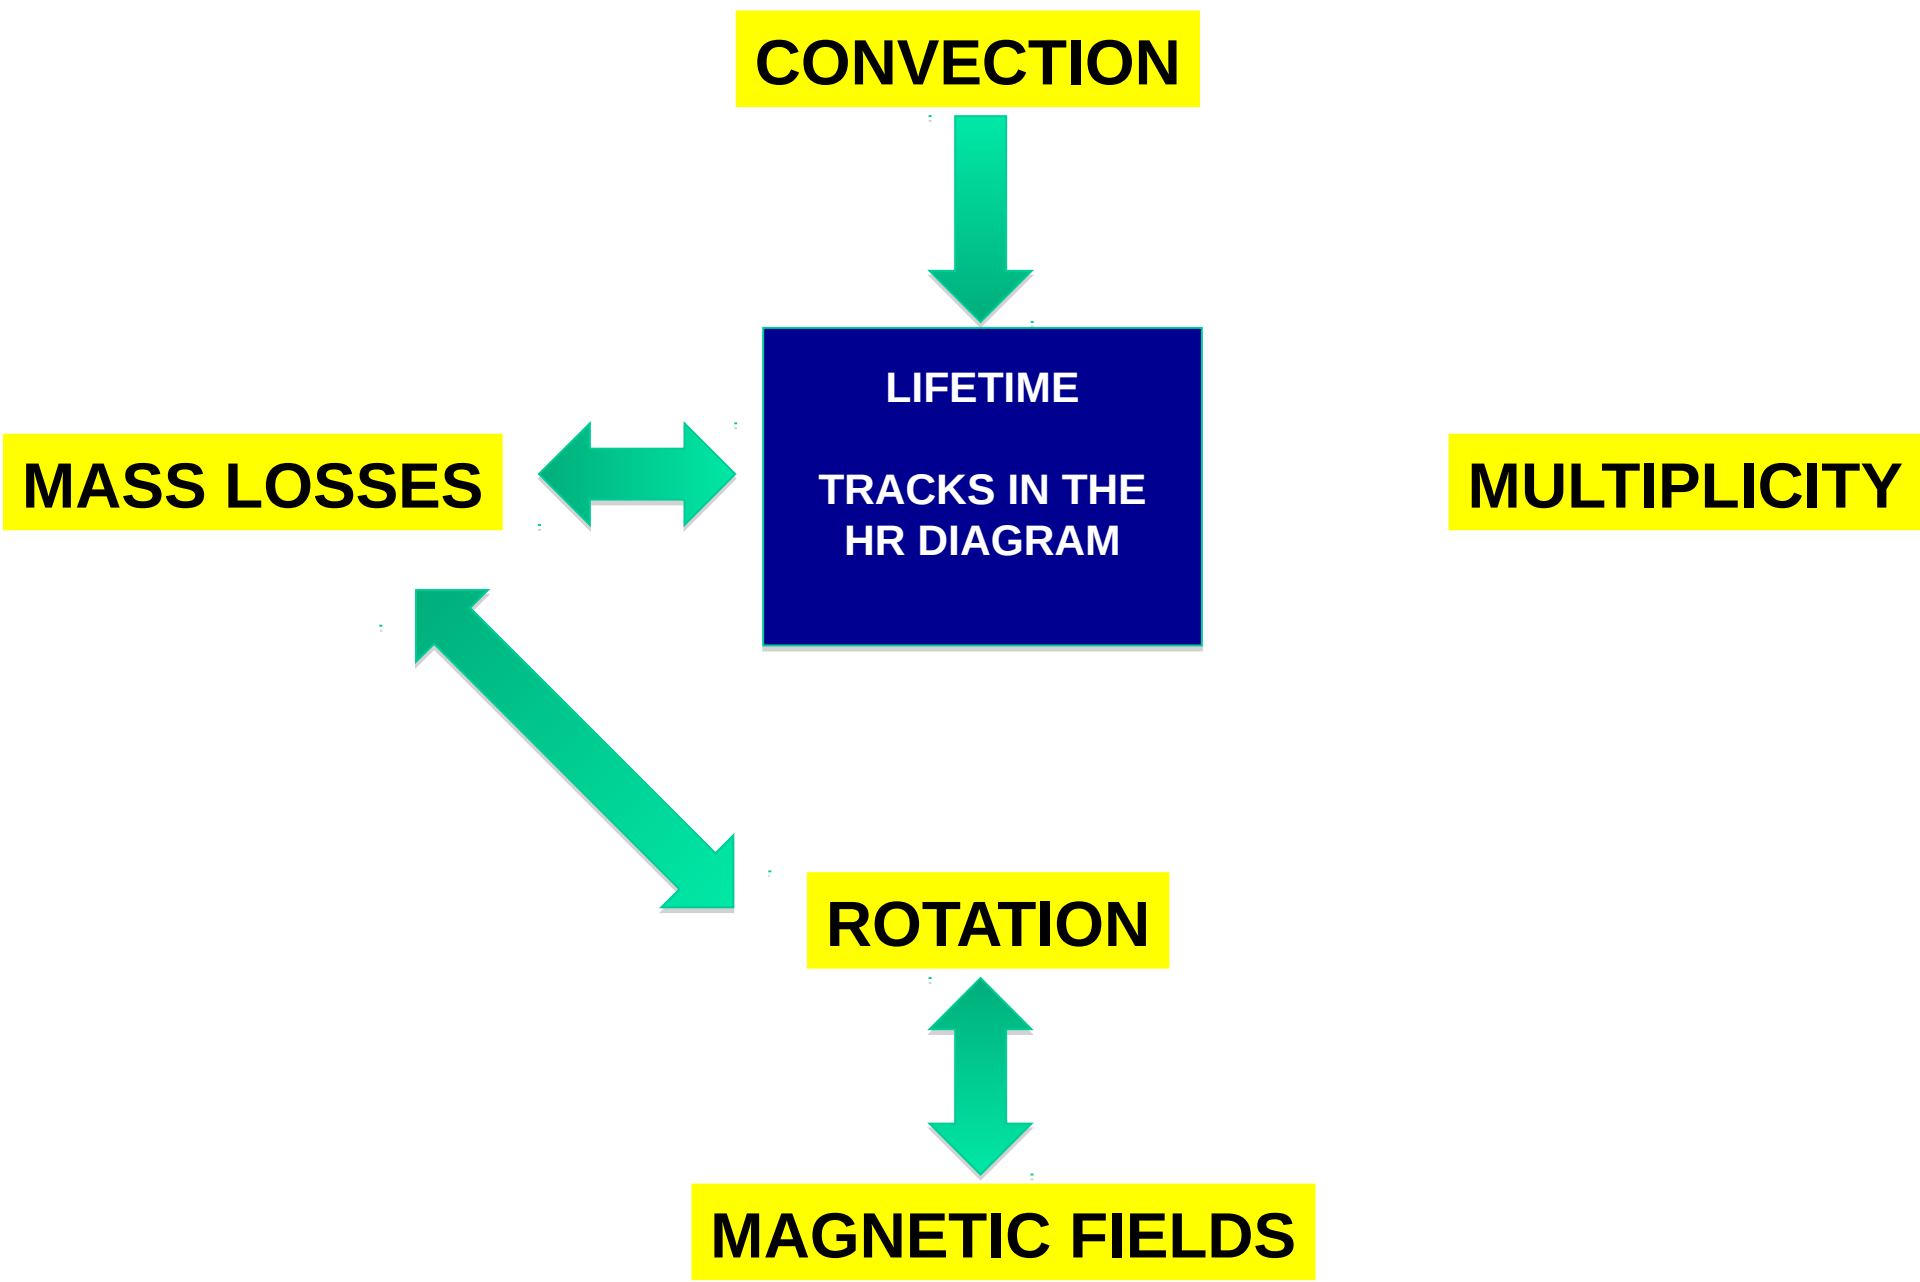 CONVECTION
LIFETIME
TRACKS IN THE
HR DIAGRAM
MASS LOSSES
MULTIPLICITY
ROTATION
MAGNETIC FIELDS